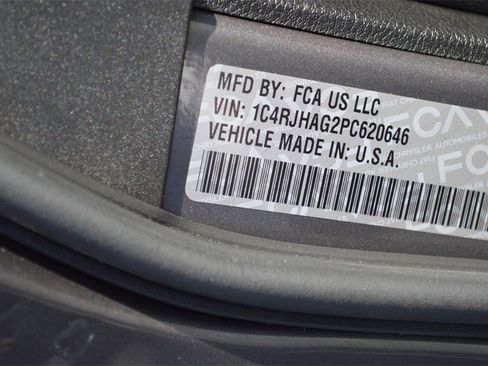 MFD BY: FCA US LLC
VIN: 1C4RJHAG2PC620646
VEHICLE MADE IN: U.S.A.